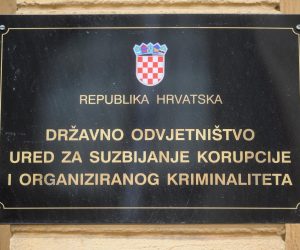 REPUBLIKA HRVATSKA
DRŽAVNO ODVJETNIŠTVO
URED ZA SUZBIJANJE KORUPCIJE
I ORGANIZIRANOG KRIMINALITETA